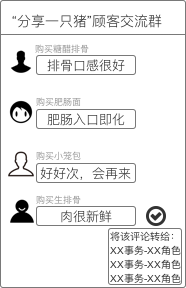 “分享一只猪”顾客交流群
购买糖醋排骨
排骨口感很好
购买肥肠面
肥肠入口即化
购买小笼包
好好次，会再来
购买生排骨
肉很新鲜
将该评论转给：
XX事务-XX角色
XX事务-XX角色
XX事务-XX角色